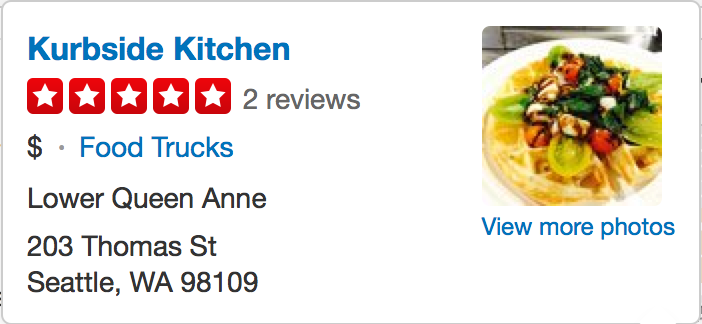 Kurbside Kitchen
2 reviews
$ · Food Trucks
Lower Queen Anne
203 Thomas St
Seattle, WA 98109
View more photos